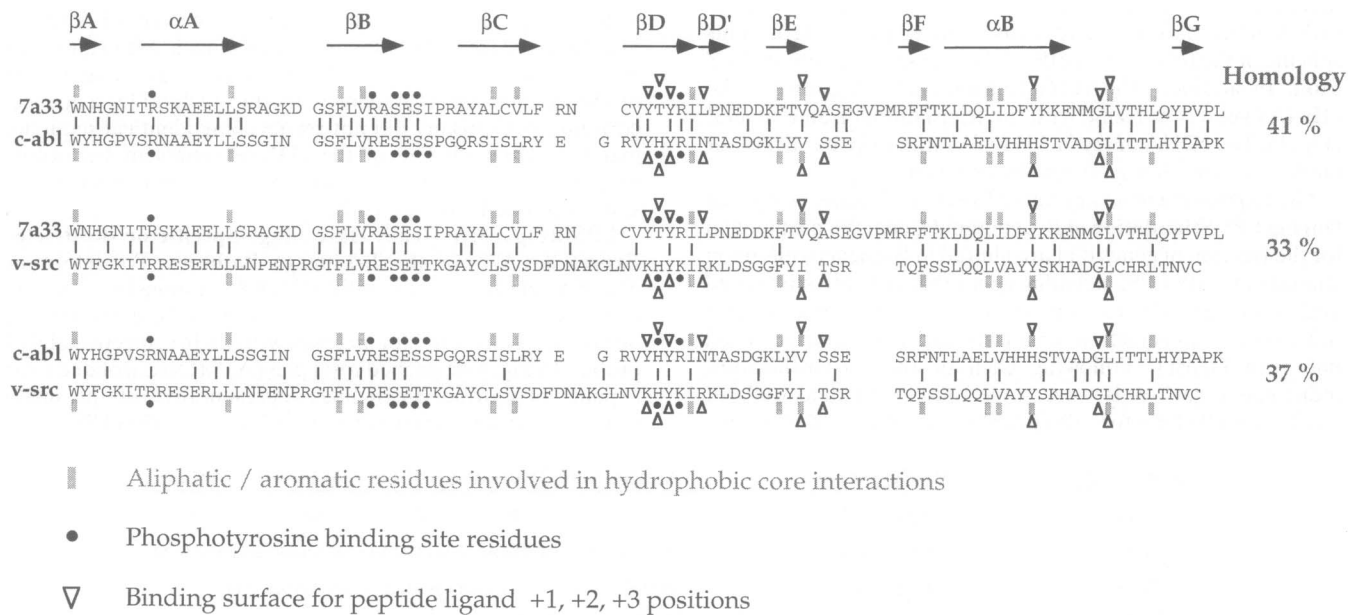 βA αA βB βC βD βD' βE βF αB βG
Homology
7a33 WNHGNITRSKAEELLSRAGKD GSFLVRASESIPRAYALCVLF RN CVYTYRILPNEDDKFTVQASEGVPMRFFTKLDQLIDFYKKENMGLVTHLQYPVPL
41 %
c-abl WYHGPVSRNAAEYLLSSGIN GSFLVRESESSPGQRSISLRY E G RVYHYRINTASDGKLYV SSE SRFNTLAELVHHHSTVADGLITTLHYPAPK
7a33 WNHGNITRSKAEELLSRAGKD GSFLVRASESIPRAYALCVLF RN CVYTYRILPNEDDKFTVQASEGVPMRFFTKLDQLIDFYKKENMGLVTHLQYPVPL
33 %
v-src WYFGKITRRESERLLLNPENPRGTFLVRESETTKGAYCLSVSDFDNAKGLNVKHYKIRKLDSGGFYI TSR TQFSSLQQLVAYYSKHADGLCHRLTNVC
c-abl WYHGPVSRNAAEYLLSSGIN GSFLVRESESSPGQRSISLRY E G RVYHYRINTASDGKLYV SSE SRFNTLAELVHHHSTVADGLITTLHYPAPK
37 %
v-src WYFGKITRRESERLLLNPENPRGTFLVRESETTKGAYCLSVSDFDNAKGLNVKHYKIRKLDSGGFYI TSR TQFSSLQQLVAYYSKHADGLCHRLTNVC
Aliphatic / aromatic residues involved in hydrophobic core interactions
Phosphotyrosine binding site residues
Binding surface for peptide ligand +1, +2, +3 positions